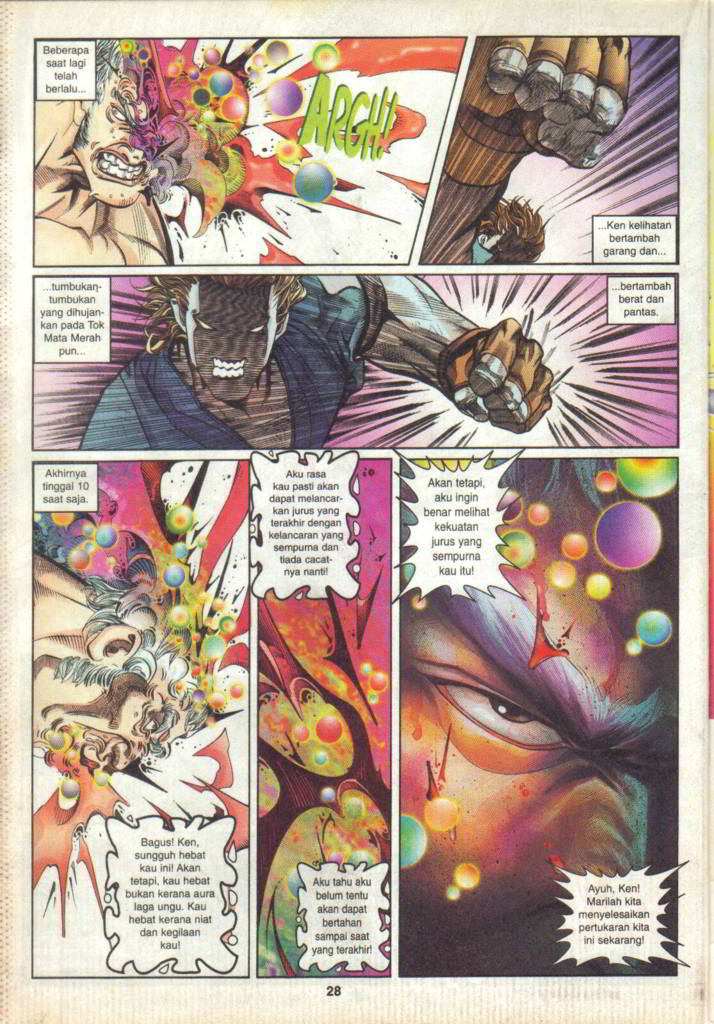 Beberapa
saat lagi
telah
berlalu...
ARGH!
...Ken kelihatan
bertambah
garang dan...
...tumbukan-
tumbukan
yang dihujan-
kan pada Tok
Mata Merah
pun...
...bertambah
berat dan
pantas.
Akhirnya
tinggal 10
saat saja.
Bagus! Ken,
sungguh hebat
kau ini! Akan
tetapi, kau hebat
bukan kerana aura
laga ungu. Kau
hebat kerana niat
dan kegilaan
kau!
Aku rasa
kau pasti akan
dapat melancar-
kan jurus yang
terakhir dengan
kelancaran yang
sempurna dan
tiada cacat-
nya nanti!
Aku tahu aku
belum tentu
akan dapat
bertahan
sampai saat
yang terakhir!
Akan tetapi,
aku ingin
benar melihat
kekuatan
jurus yang
sempurna
kau itu!
Ayuh, Ken!
Marilah kita
menyelesaikan
pertukaran kita
ini sekarang!
28